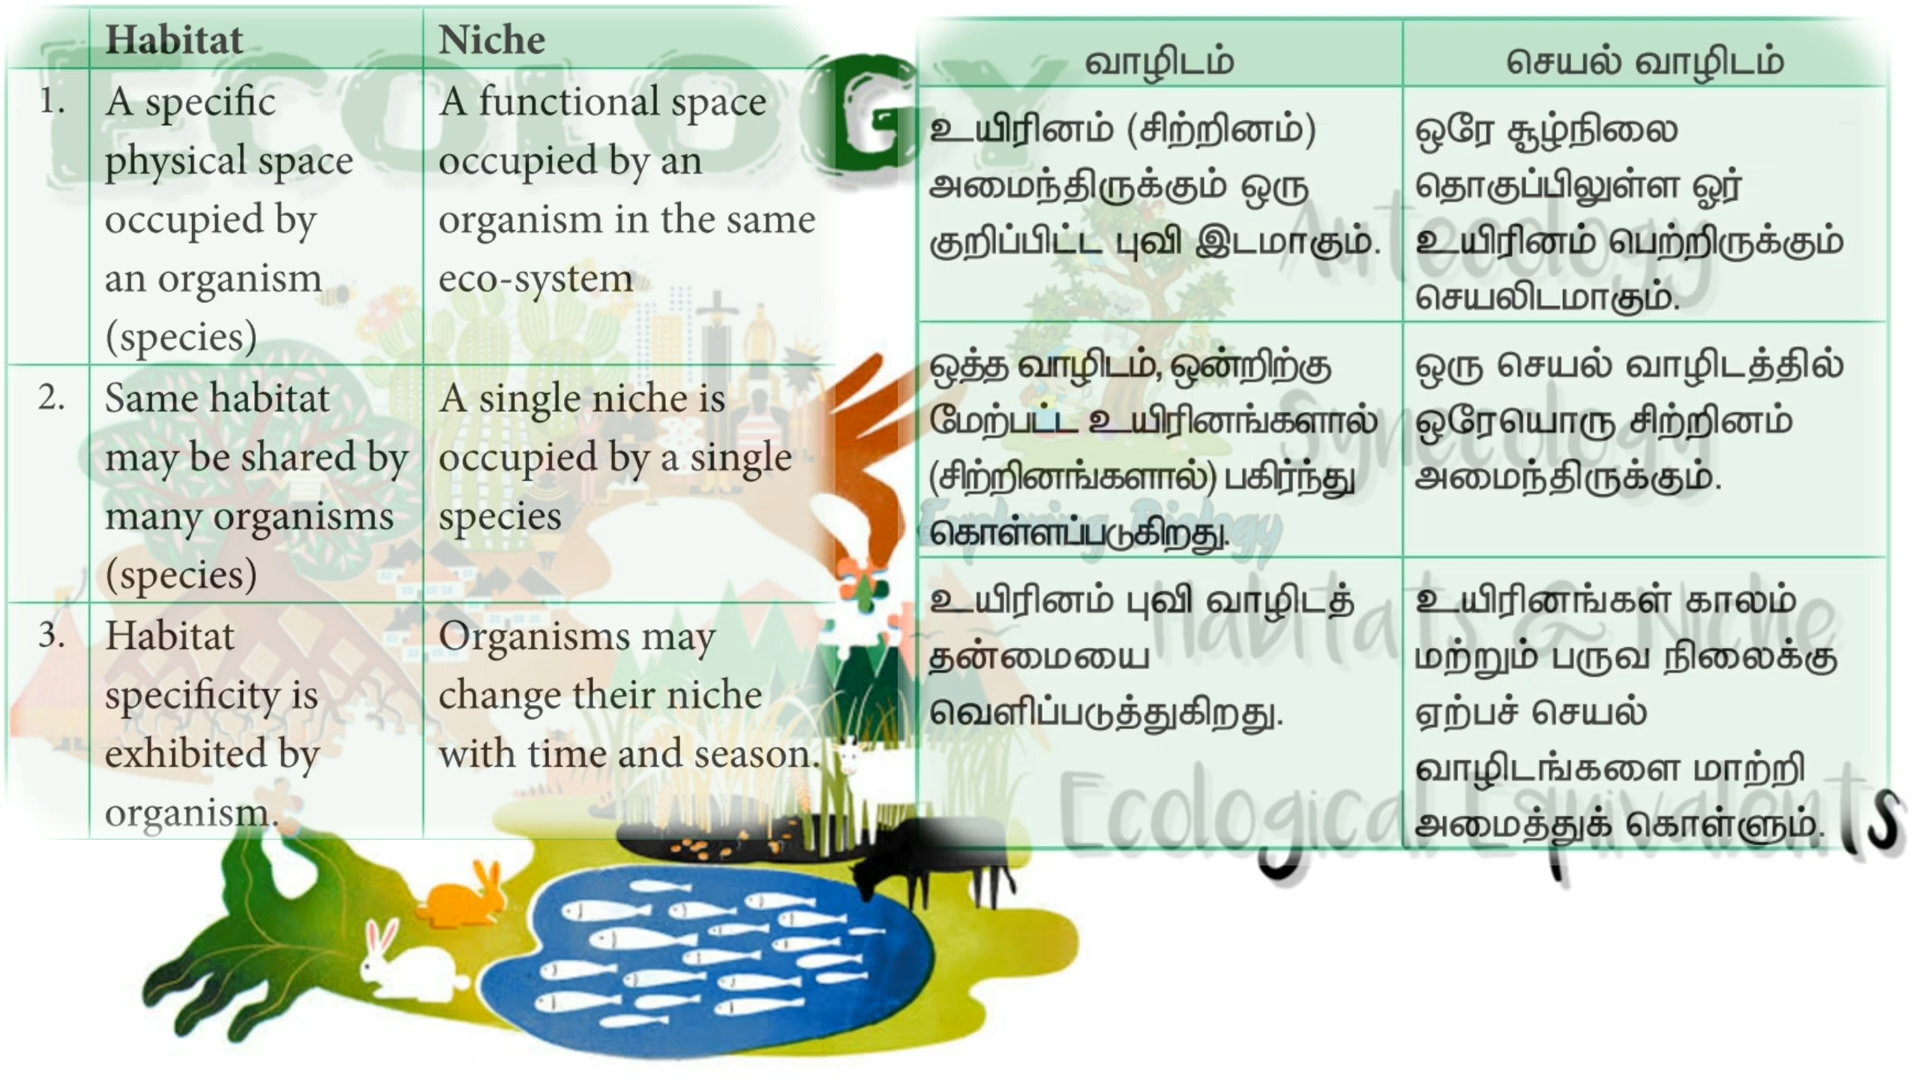 ECOLOGY
Habitat
Niche
1.
A specific
physical space
occupied by
an organism
(species)
A functional space
occupied by an
organism in the same
eco-system
2.
Same habitat
may be shared by
many organisms
(species)
A single niche is
occupied by a single
species
3.
Habitat
specificity is
exhibited by
organism.
Organisms may
change their niche
with time and season.
வாழிடம்
செயல் வாழிடம்
உயிரினம் (சிற்றினம்)
அமைந்திருக்கும் ஒரு
குறிப்பிட்ட புவி இடமாகும்.
ஒரே சூழ்நிலை
தொகுப்பிலுள்ள ஓர்
உயிரினம் பெற்றிருக்கும்
செயலிடமாகும்.
ஒத்த வாழிடம், ஒன்றிற்கு
மேற்பட்ட உயிரினங்களால்
(சிற்றினங்களால்) பகிர்ந்து
கொள்ளப்படுகிறது.
ஒரு செயல் வாழிடத்தில்
ஒரேயொரு சிற்றினம்
அமைந்திருக்கும்.
உயிரினம் புவி வாழிடத்
தன்மையை
வெளிப்படுத்துகிறது.
உயிரினங்கள் காலம்
மற்றும் பருவ நிலைக்கு
ஏற்பச் செயல்
வாழிடங்களை மாற்றி
அமைத்துக் கொள்ளும்.
Autecology
Synecology
Exploring Biology
Habitats & Niche
Ecological Equivalents